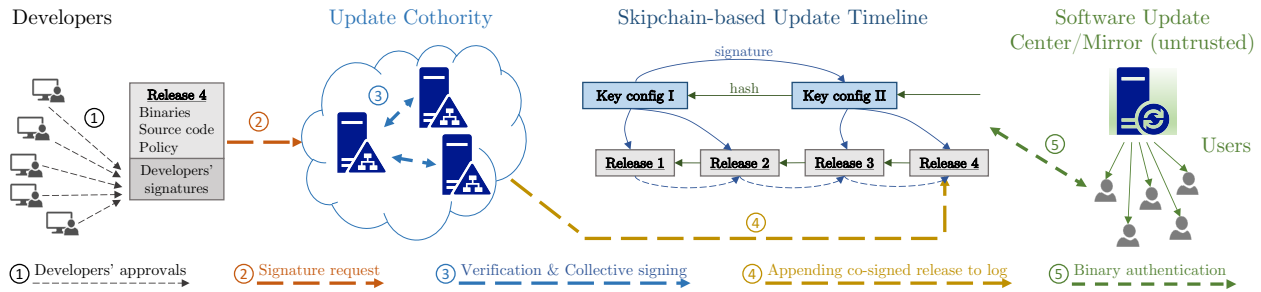 Developers
Update Cothority
Skipchain-based Update Timeline
Software Update
Center/Mirror (untrusted)
1
Release 4
Binaries
Source code
Policy
Developers'
signatures
2
3
signature
Key config I
hash
Key config II
Release 1
Release 2
Release 3
Release 4
4
5
Users
1 Developers' approvals
2 Signature request
3 Verification & Collective signing
4 Appending co-signed release to log
5 Binary authentication